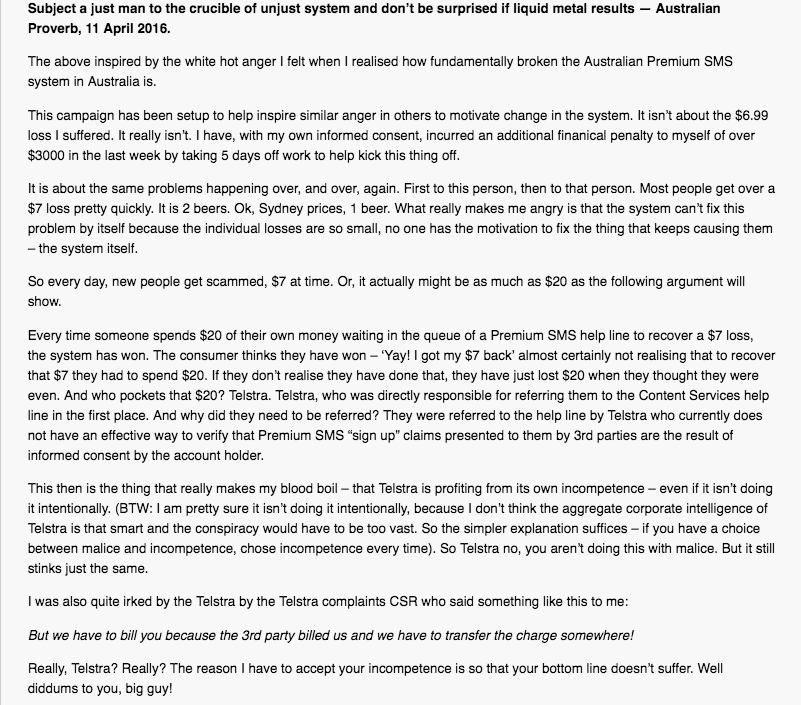 Subject a just man to the crucible of unjust system and don’t be surprised if liquid metal results — Australian
Proverb, 11 April 2016.
The above inspired by the white hot anger I felt when I realised how fundamentally broken the Australian Premium SMS
system in Australia is.
This campaign has been setup to help inspire similar anger in others to motivate change in the system. It isn’t about the $6.99
loss I suffered. It really isn’t. I have, with my own informed consent, incurred an additional finanical penalty to myself of over
$3000 in the last week by taking 5 days off work to help kick this thing off.
It is about the same problems happening over, and over, again. First to this person, then to that person. Most people get over a
$7 loss pretty quickly. It is 2 beers. Ok, Sydney prices, 1 beer. What really makes me angry is that the system can’t fix this
problem by itself because the individual losses are so small, no one has the motivation to fix the thing that keeps causing them
– the system itself.
So every day, new people get scammed, $7 at time. Or, it actually might be as much as $20 as the following argument will
show.
Every time someone spends $20 of their own money waiting in the queue of a Premium SMS help line to recover a $7 loss,
the system has won. The consumer thinks they have won – ‘Yay! I got my $7 back’ almost certainly not realising that to recover
that $7 they had to spend $20. If they don’t realise they have done that, they have just lost $20 when they thought they were
even. And who pockets that $20? Telstra. Telstra, who was directly responsible for referring them to the Content Services help
line in the first place. And why did they need to be referred? They were referred to the help line by Telstra who currently does
not have an effective way to verify that Premium SMS “sign up” claims presented to them by 3rd parties are the result of
informed consent by the account holder.
This then is the thing that really makes my blood boil – that Telstra is profiting from its own incompetence – even if it isn’t doing
it intentionally. (BTW: I am pretty sure it isn’t doing it intentionally, because I don’t think the aggregate corporate intelligence of
Telstra is that smart and the conspiracy would have to be too vast. So the simpler explanation suffices – if you have a choice
between malice and incompetence, chose incompetence every time). So Telstra no, you aren’t doing this with malice. But it still
stinks just the same.
I was also quite irked by the Telstra by the Telstra complaints CSR who said something like this to me:
But we have to bill you because the 3rd party billed us and we have to transfer the charge somewhere!
Really, Telstra? Really? The reason I have to accept your incompetence is so that your bottom line doesn’t suffer. Well
diddums to you, big guy!